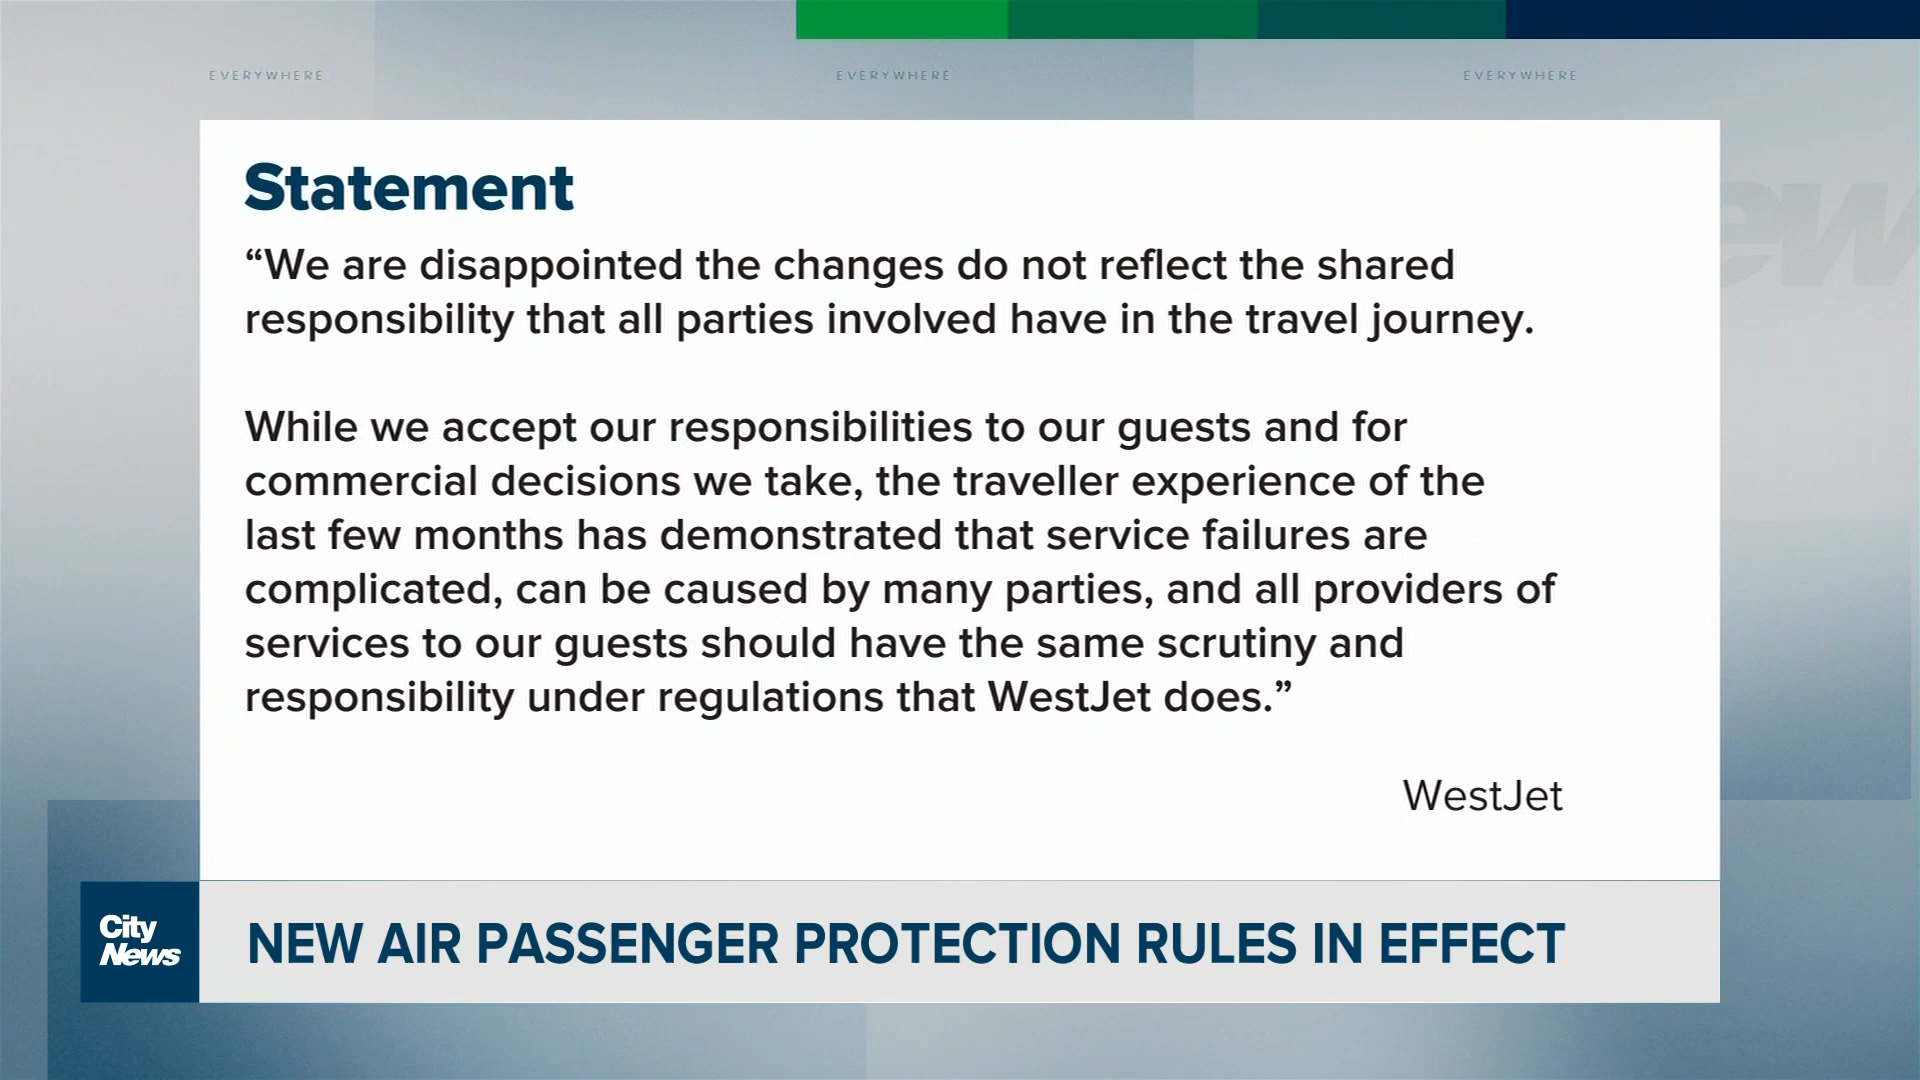 EVERYWHERE EVERYWHERE EVERYWHERE
Statement
“We are disappointed the changes do not reflect the shared
responsibility that all parties involved have in the travel journey.
While we accept our responsibilities to our guests and for
commercial decisions we take, the traveller experience of the
last few months has demonstrated that service failures are
complicated, can be caused by many parties, and all providers of
services to our guests should have the same scrutiny and
responsibility under regulations that WestJet does.”
WestJet
City
News
NEW AIR PASSENGER PROTECTION RULES IN EFFECT